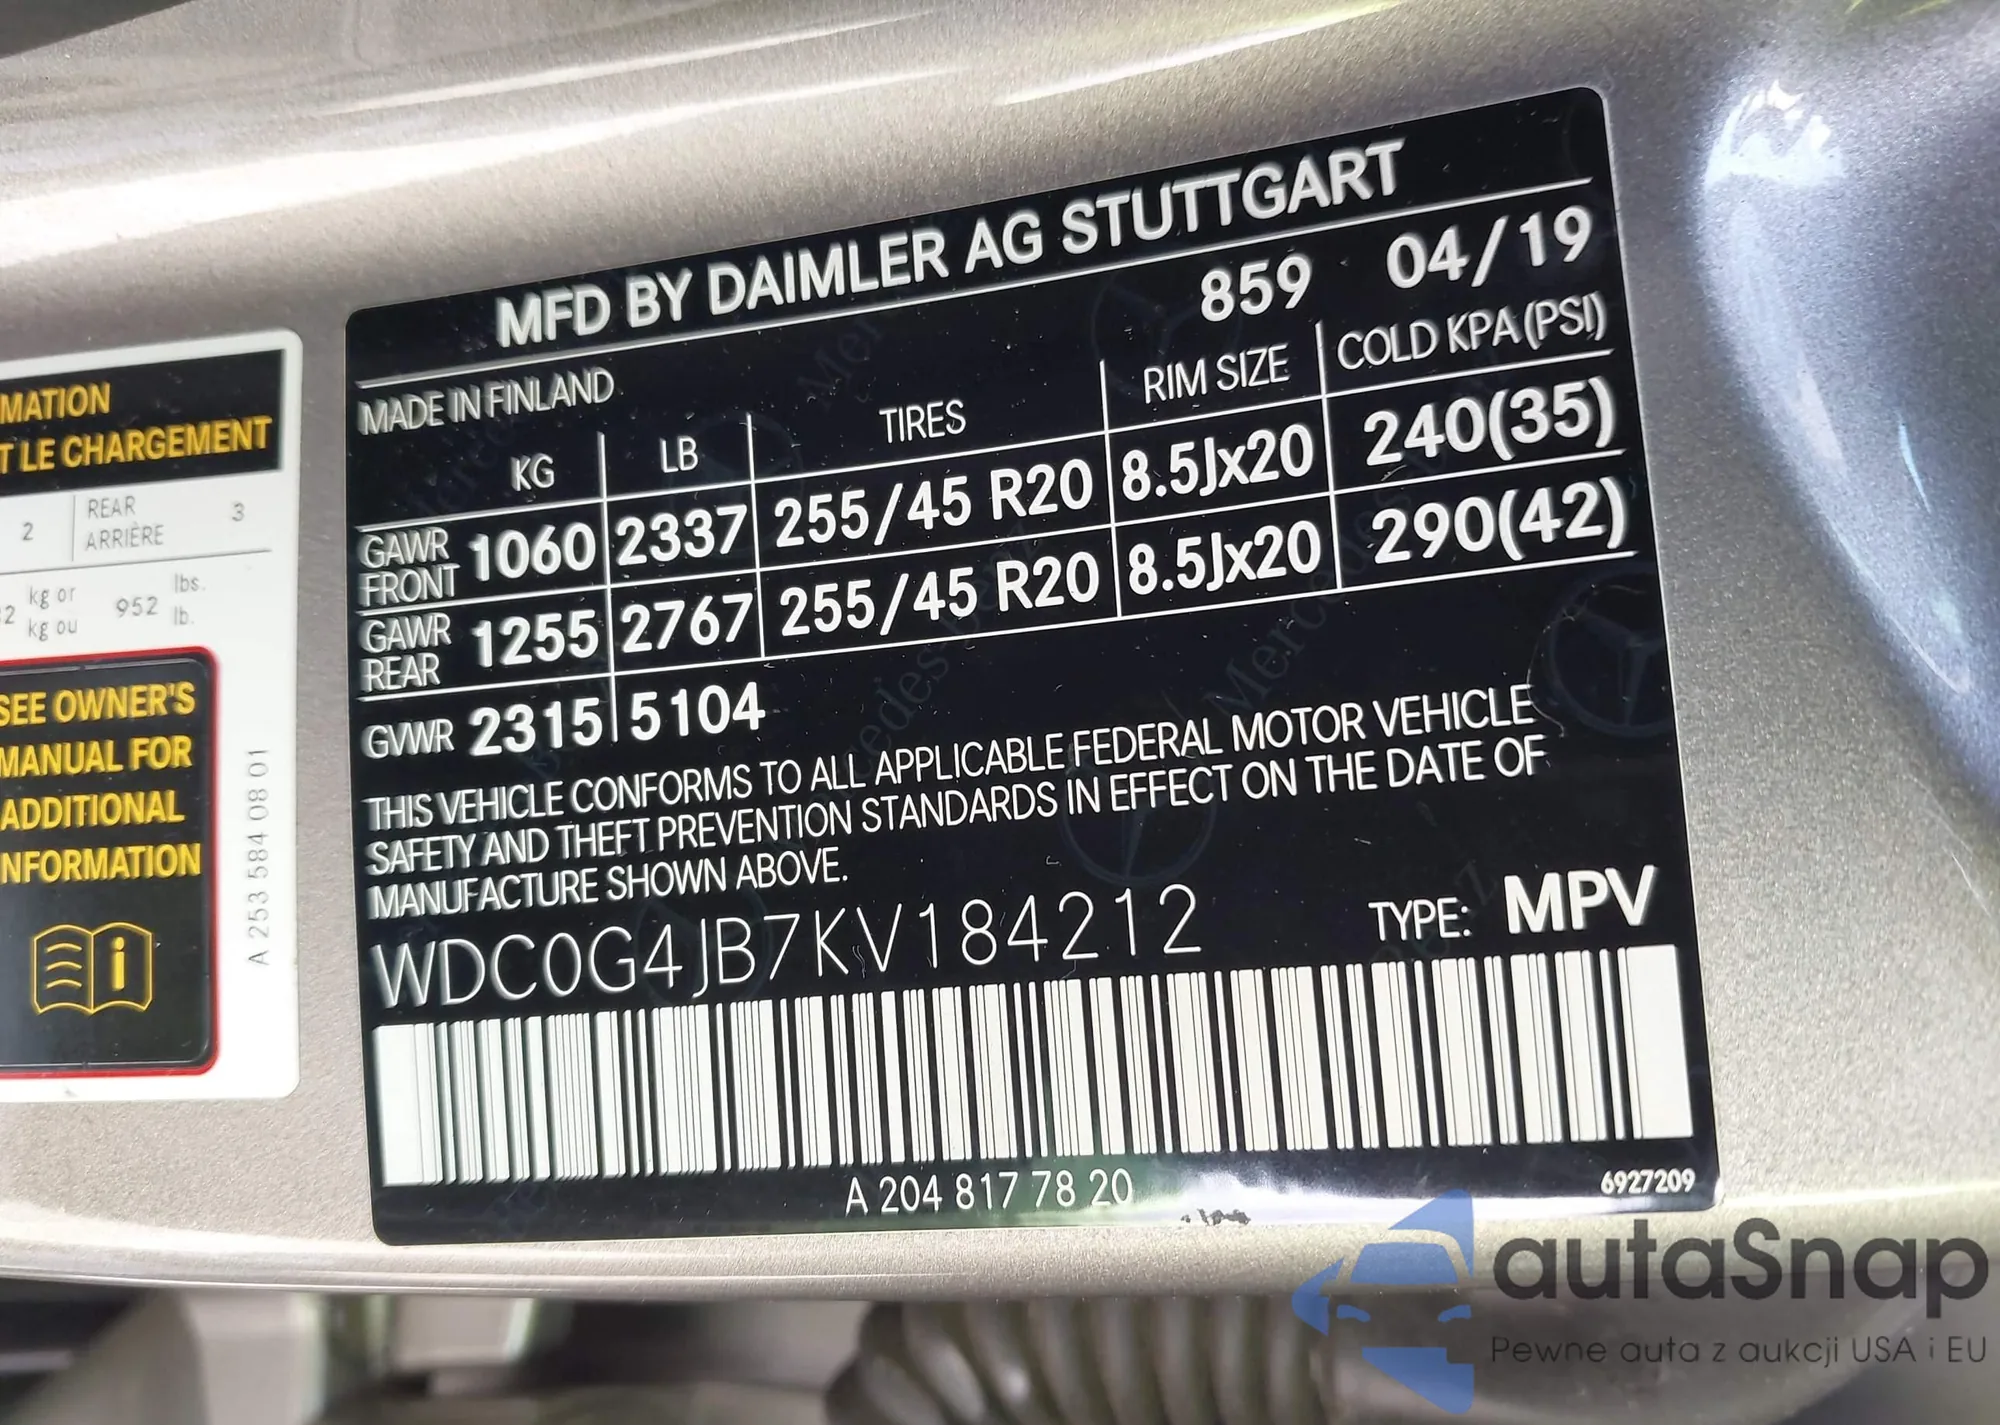 MFD BY DAIMLER AG STUTTGART
MADE IN FINLAND 859 04/19
KG LB TIRES RIM SIZE COLD KPA(PSI)
GAWR FRONT 1060 2337 255/45 R20 8.5Jx20 240(35)
GAWR REAR 1255 2767 255/45 R20 8.5Jx20 290(42)
GVWR 2315 5104
THIS VEHICLE CONFORMS TO ALL APPLICABLE FEDERAL MOTOR VEHICLE
SAFETY AND THEFT PREVENTION STANDARDS IN EFFECT ON THE DATE OF
MANUFACTURE SHOWN ABOVE.
WDC0G4JB7KV184212 TYPE: MPV
A 204 817 78 20 6927209
MATION
T LE CHARGEMENT
2 REAR 3
ARRIÈRE
2 kg or 952 lbs.
kg ou lb.
SEE OWNER'S
MANUAL FOR
ADDITIONAL
INFORMATION
A 253 584 08 01
autaSnap
Pewne auta z aukcji USA i EU